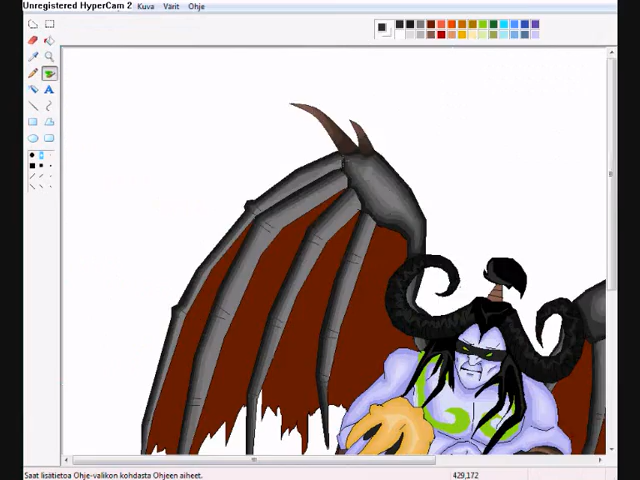 Unregistered HyperCam 2
Kuva Värit Ohje
A
Saat lisätietoa Ohje-valikon kohdasta Ohjeen aiheet.
429,172